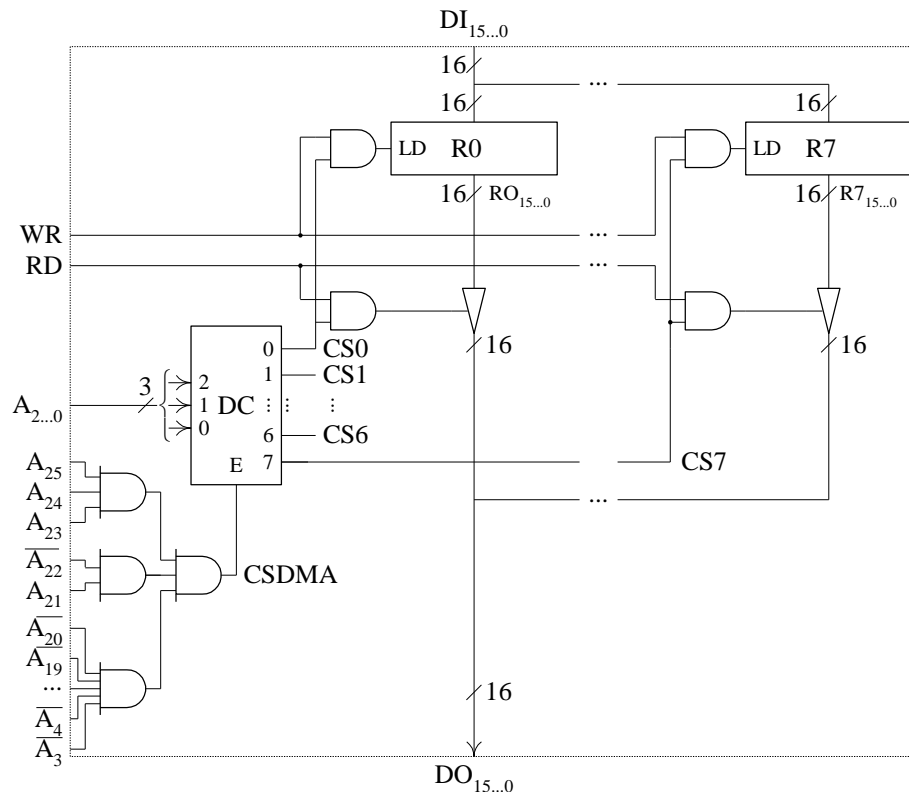 DI15...0
16
...
16 16
LD R0 LD R7
16 RO15...0 16 R715...0
WR ...
RD ...
16 16
0 CS0
3 2 1 CS1
A2...0 1 DC ... ... ...
0 6 CS6
E 7 CS7
A25
A24 ...
A23
A22 CSDMA
A21
A20
A19
...
A4 16
A3
DO15...0